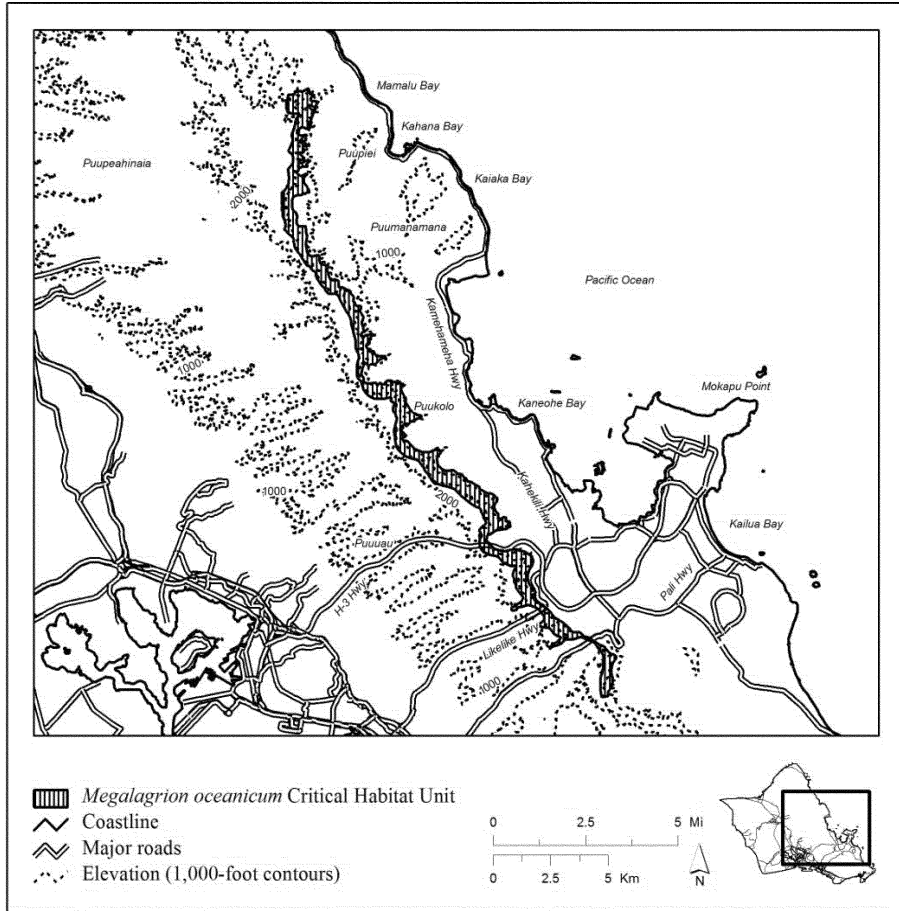 Mamalu Bay
Kahana Bay
Puupiei
Puupeahinaia
Kaiaka Bay
2000
Puumanamana
1000
Pacific Ocean
Kamehameha Hwy
1000
Mokapu Point
Puukolo
Kaneohe Bay
1000
2000
Kahekili Hwy
Kailua Bay
Puuuau
H-3 Hwy
Pali Hwy
Likelike Hwy
1000
Megalagrion oceanicum Critical Habitat Unit
Coastline
Major roads
Elevation (1,000-foot contours)
0 2.5 5 Mi
0 2.5 5 Km
N